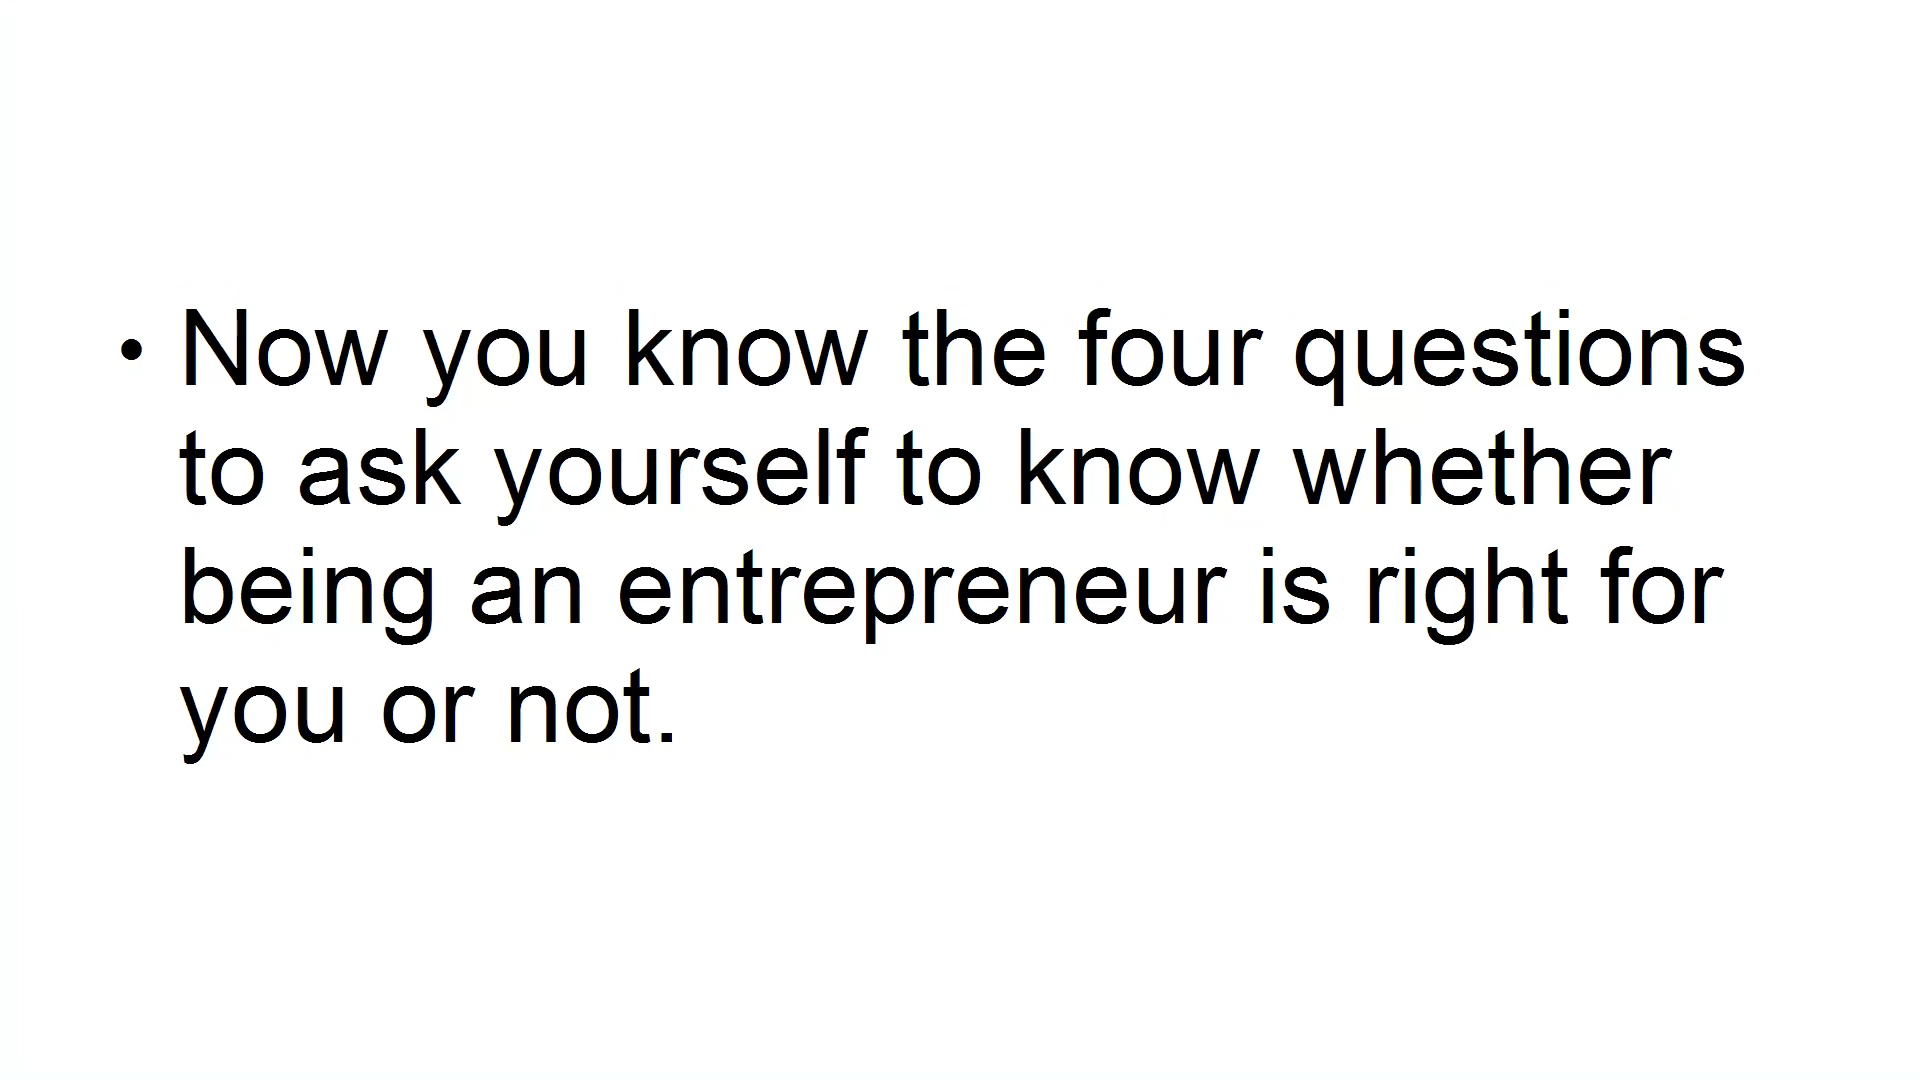 • Now you know the four questions
to ask yourself to know whether
being an entrepreneur is right for
you or not.